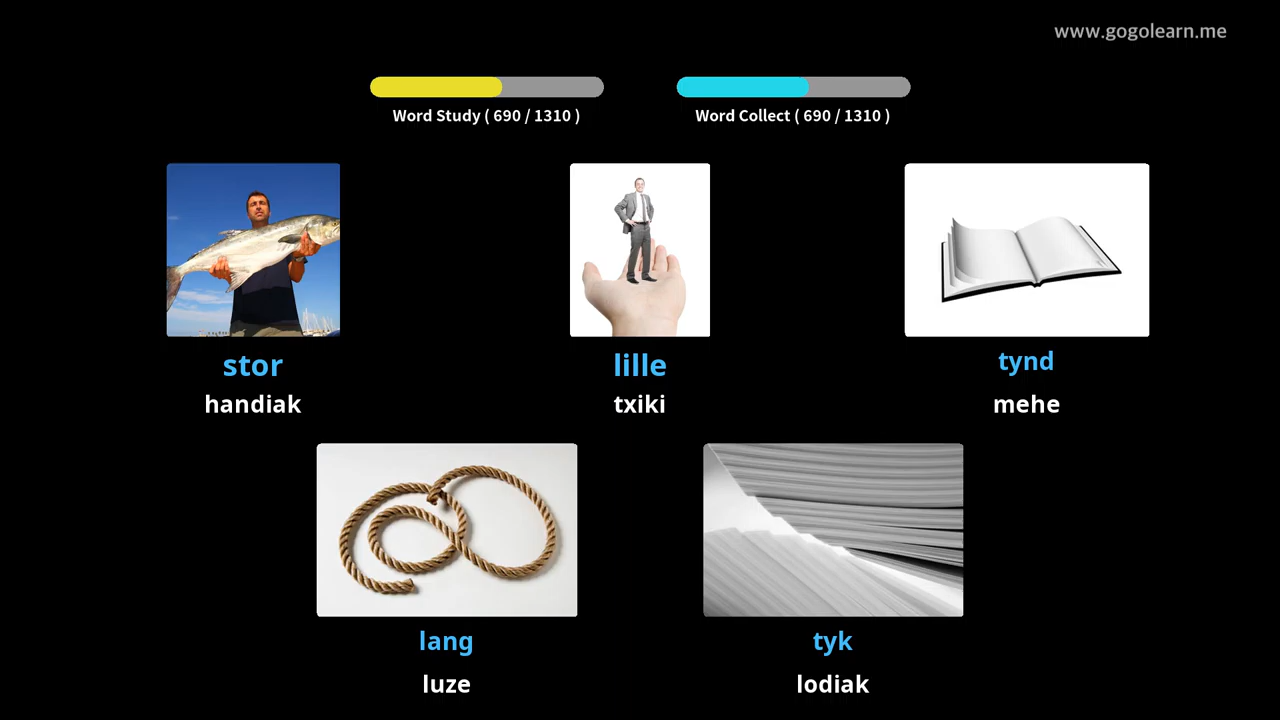 www.gogolearn.me
Word Study ( 690 / 1310 )
Word Collect ( 690 / 1310 )
stor
handiak
lille
txiki
tynd
mehe
lang
luze
tyk
lodiak